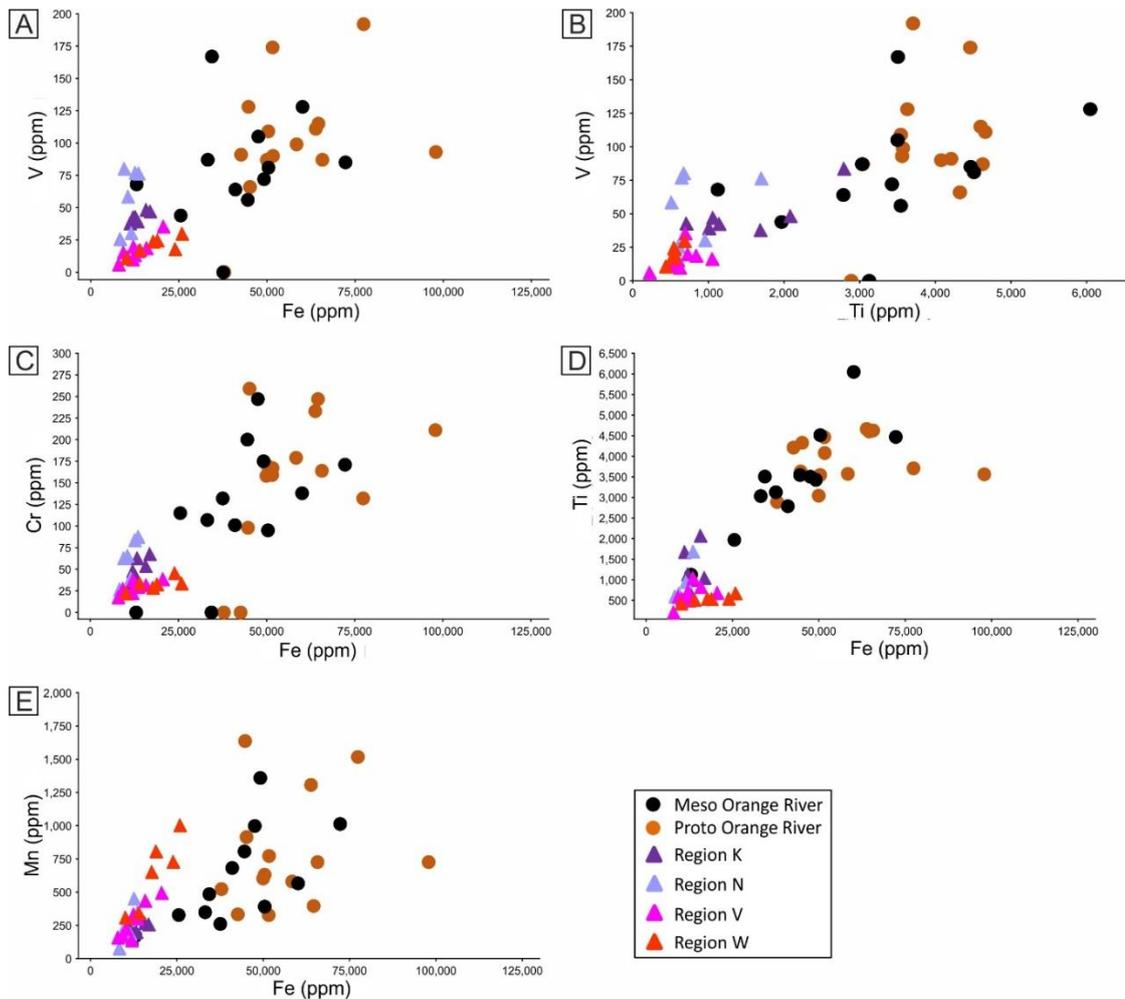 A
200
175
150
125
100
75
50
25
0
V (ppm)
0 25,000 50,000 75,000 100,000 125,000
Fe (ppm)
B
200
175
150
125
100
75
50
25
0
V (ppm)
0 1,000 2,000 3,000 4,000 5,000 6,000
Ti (ppm)
C
300
275
250
225
200
175
150
125
100
75
50
25
0
Cr (ppm)
0 25,000 50,000 75,000 100,000 125,000
Fe (ppm)
D
6,500
6,000
5,500
5,000
4,500
4,000
3,500
3,000
2,500
2,000
1,500
1,000
500
Ti (ppm)
0 25,000 50,000 75,000 100,000 125,000
Fe (ppm)
E
2,000
1,750
1,500
1,250
1,000
750
500
250
0
Mn (ppm)
0 25,000 50,000 75,000 100,000 125,000
Fe (ppm)
Meso Orange River
Proto Orange River
Region K
Region N
Region V
Region W